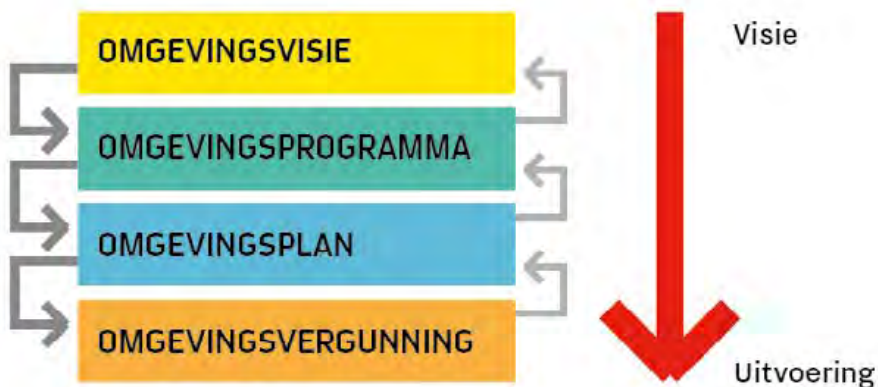 OMGEVINGSVISIE
Visie
OMGEVINGSPROGRAMMA
OMGEVINGSPLAN
OMGEVINGSVERGUNNING
Uitvoering